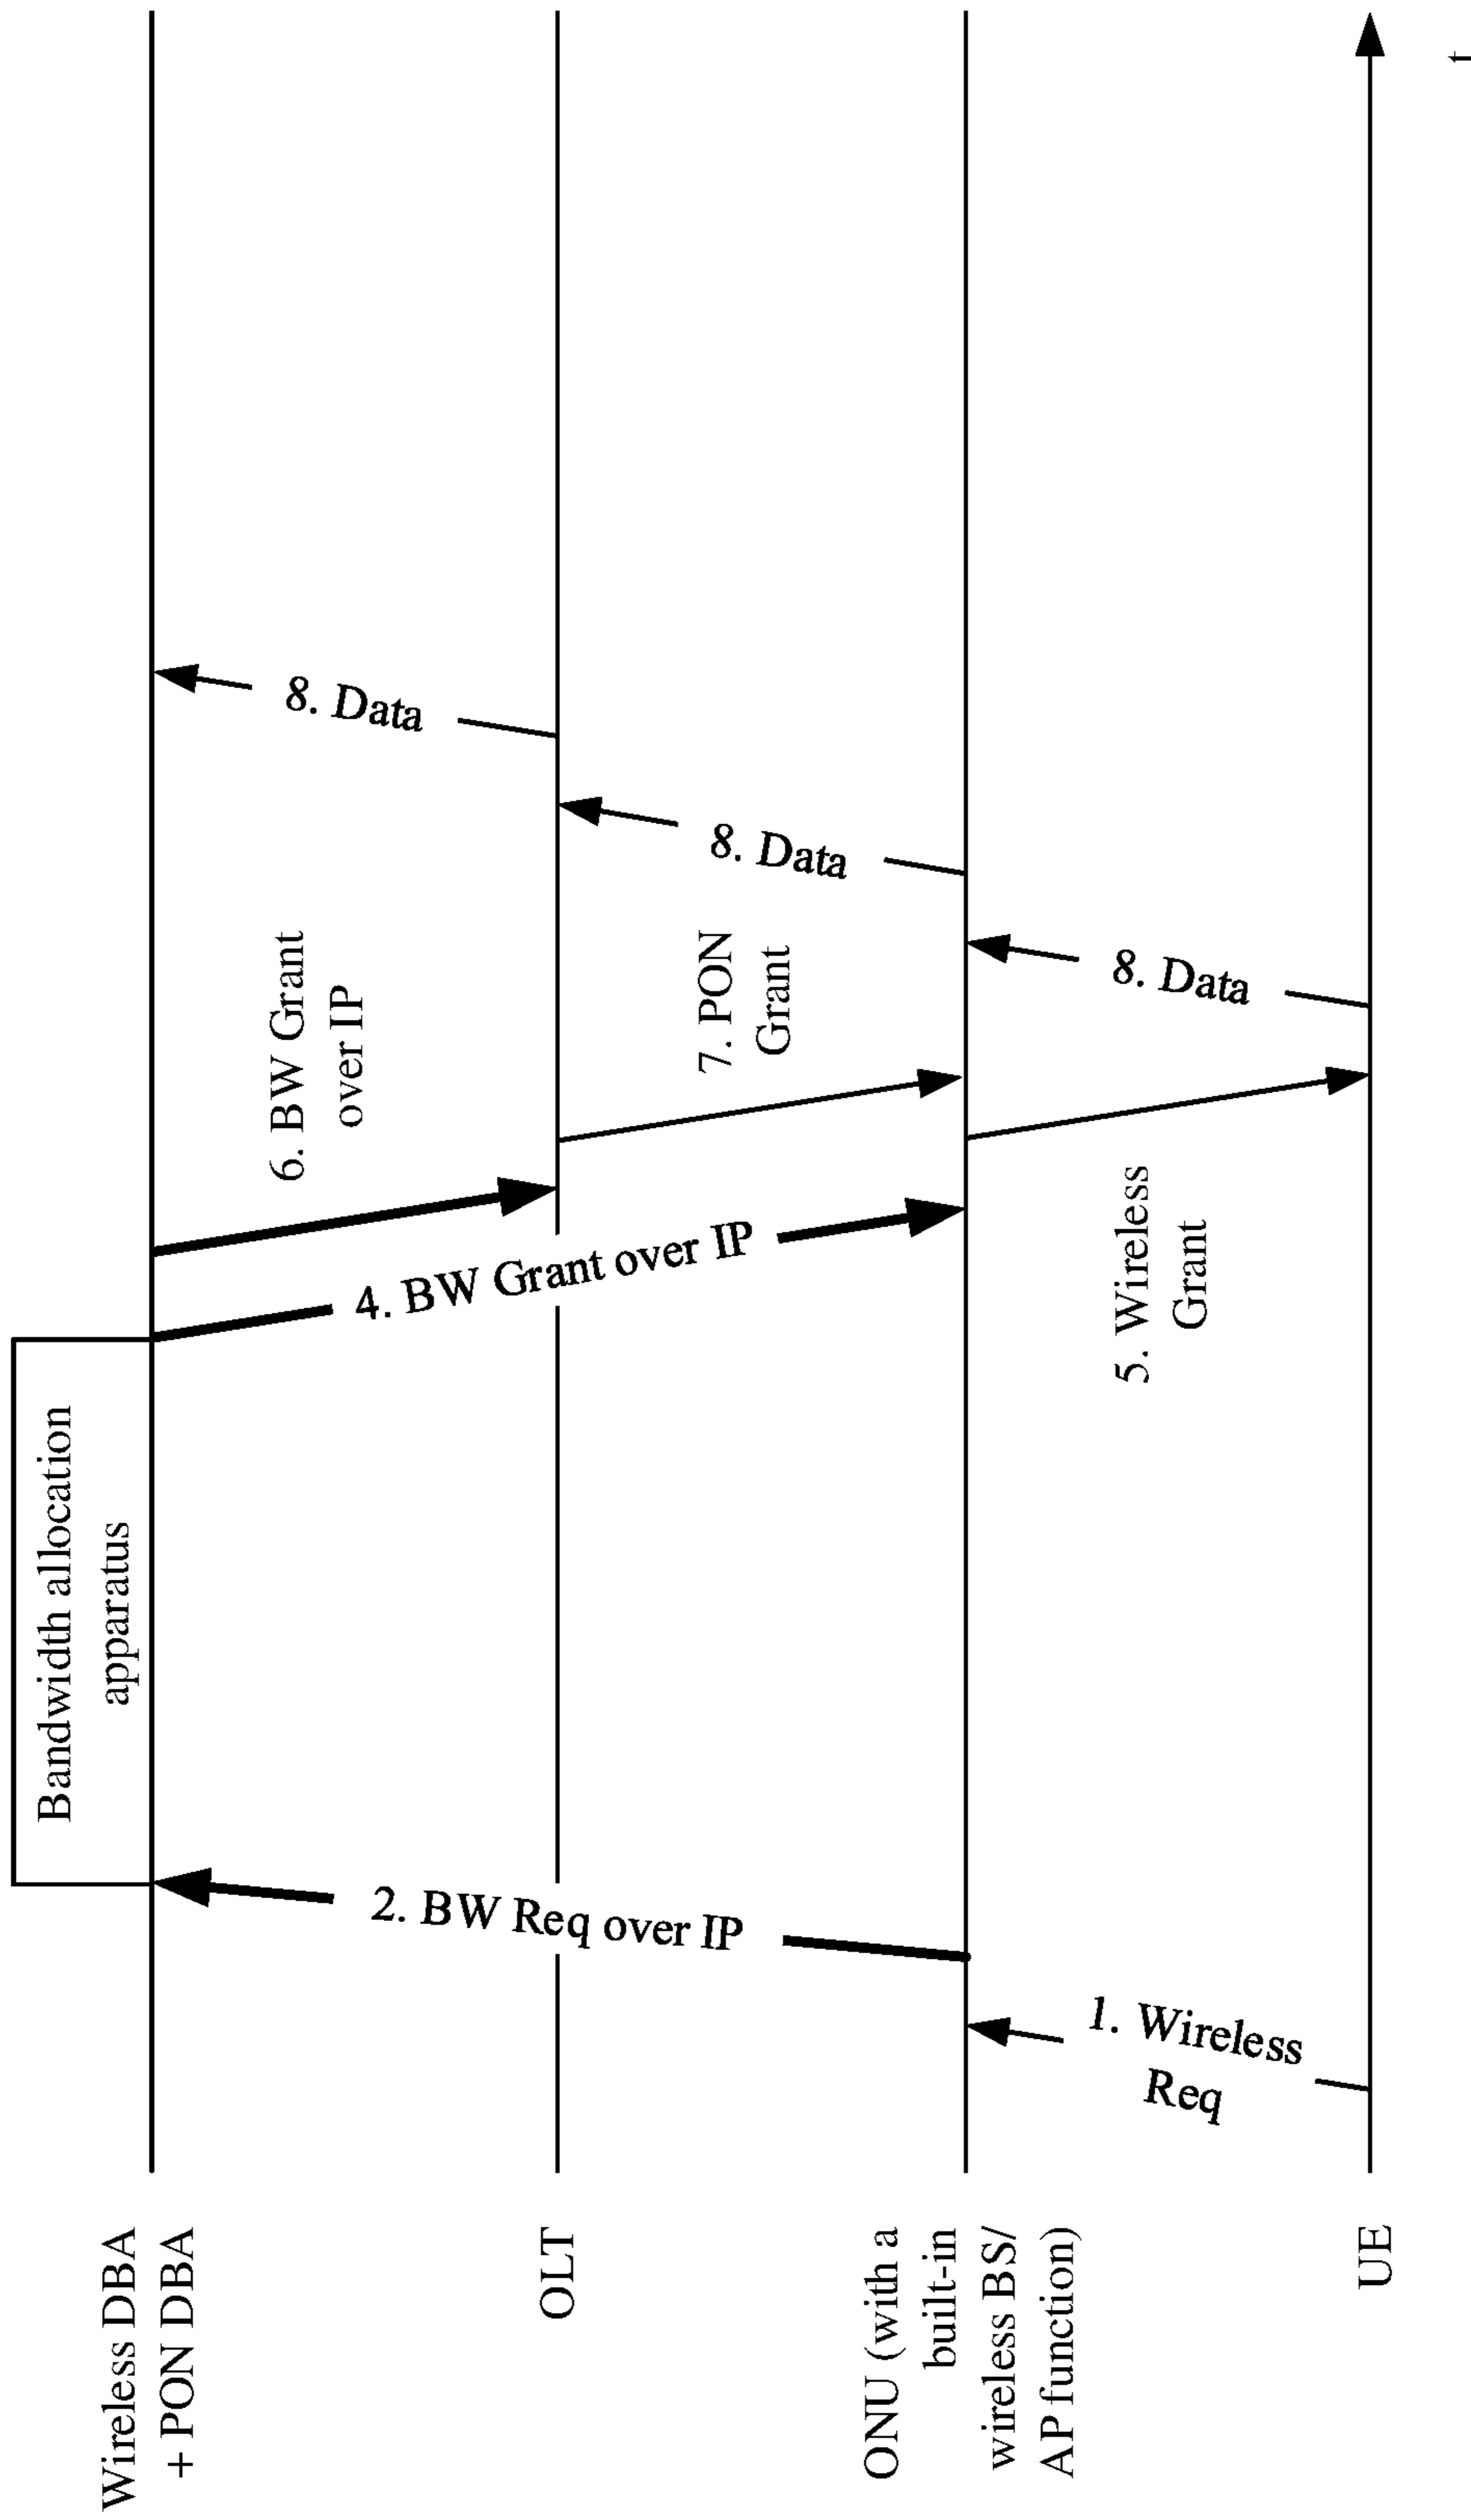 Bandwidth allocation
apparatus
Wireless DBA
+ PON DBA
2. BW Req over IP
4. BW Grant over IP
6. BW Grant
over IP
8. Data
OLT
7. PON
Grant
8. Data
ONU (with a
built-in
wireless BS/
AP function)
1. Wireless
Req
5. Wireless
Grant
8. Data
UE
t